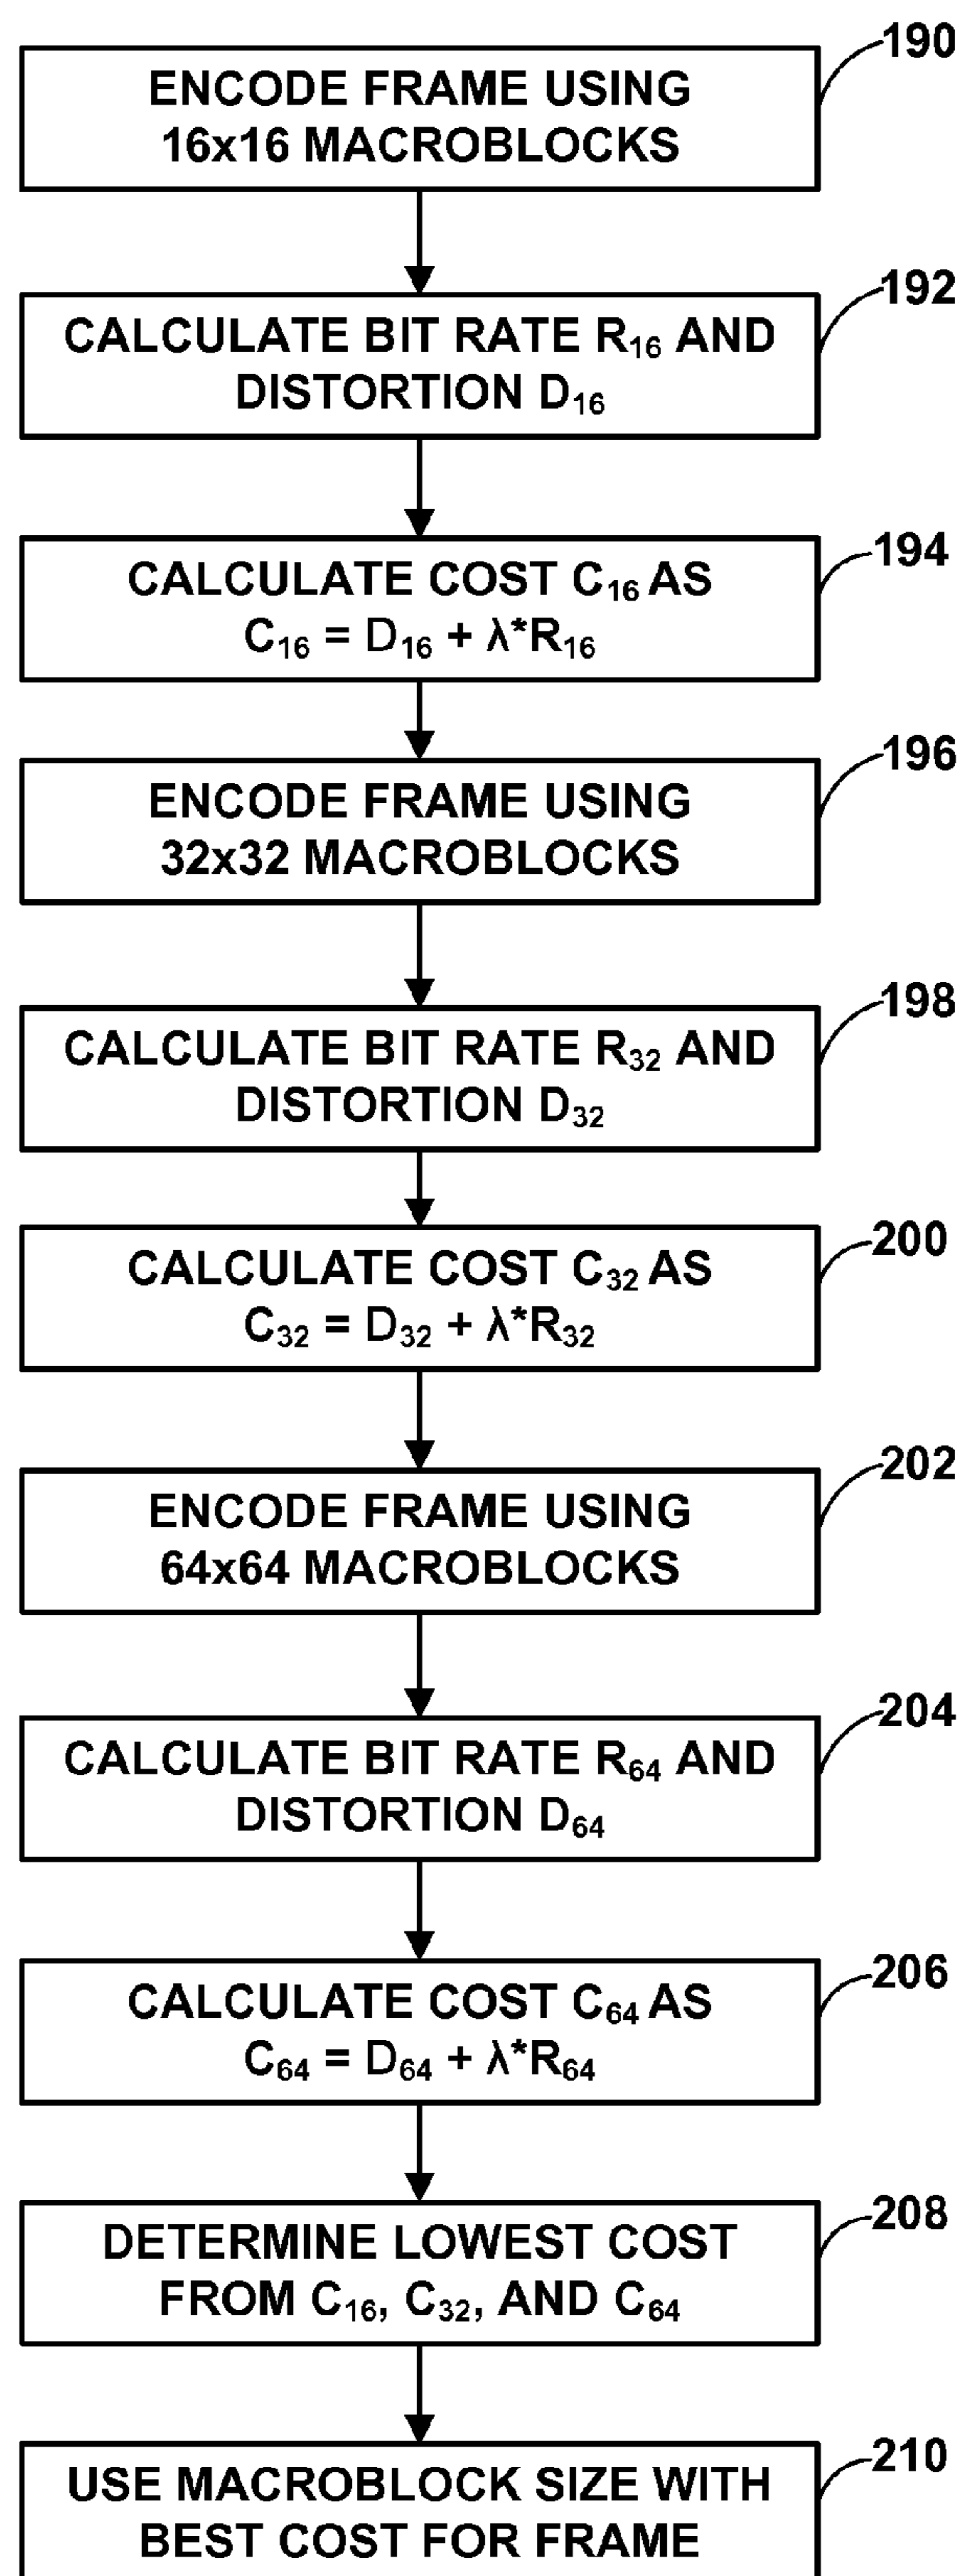 190
ENCODE FRAME USING
16x16 MACROBLOCKS
192
CALCULATE BIT RATE R₁₆ AND
DISTORTION D₁₆
194
CALCULATE COST C₁₆ AS
C₁₆ = D₁₆ + λ*R₁₆
196
ENCODE FRAME USING
32x32 MACROBLOCKS
198
CALCULATE BIT RATE R₃₂ AND
DISTORTION D₃₂
200
CALCULATE COST C₃₂ AS
C₃₂ = D₃₂ + λ*R₃₂
202
ENCODE FRAME USING
64x64 MACROBLOCKS
204
CALCULATE BIT RATE R₆₄ AND
DISTORTION D₆₄
206
CALCULATE COST C₆₄ AS
C₆₄ = D₆₄ + λ*R₆₄
208
DETERMINE LOWEST COST
FROM C₁₆, C₃₂, AND C₆₄
210
USE MACROBLOCK SIZE WITH
BEST COST FOR FRAME